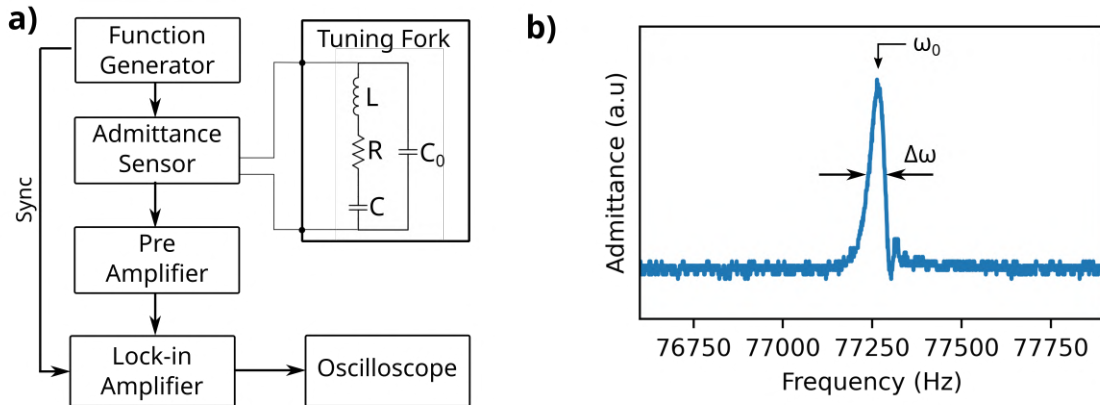 a)
Function
Generator
Admittance
Sensor
Pre
Amplifier
Lock-in
Amplifier
Oscilloscope
Sync
Tuning Fork
L
R
C
C₀
b)
ω₀
Δω
Admittance (a.u)
76750 77000 77250 77500 77750
Frequency (Hz)